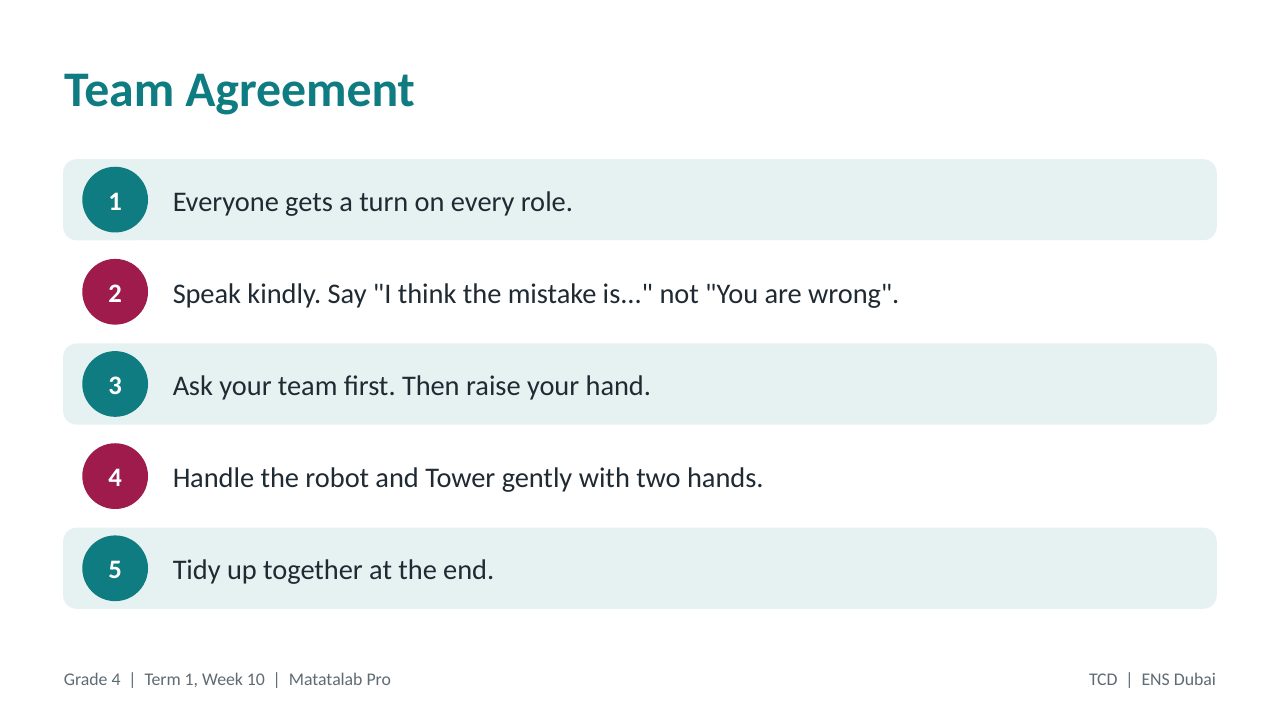 Team Agreement
1 Everyone gets a turn on every role.
2 Speak kindly. Say "I think the mistake is..." not "You are wrong".
3 Ask your team first. Then raise your hand.
4 Handle the robot and Tower gently with two hands.
5 Tidy up together at the end.
Grade 4 | Term 1, Week 10 | Matatalab Pro TCD | ENS Dubai